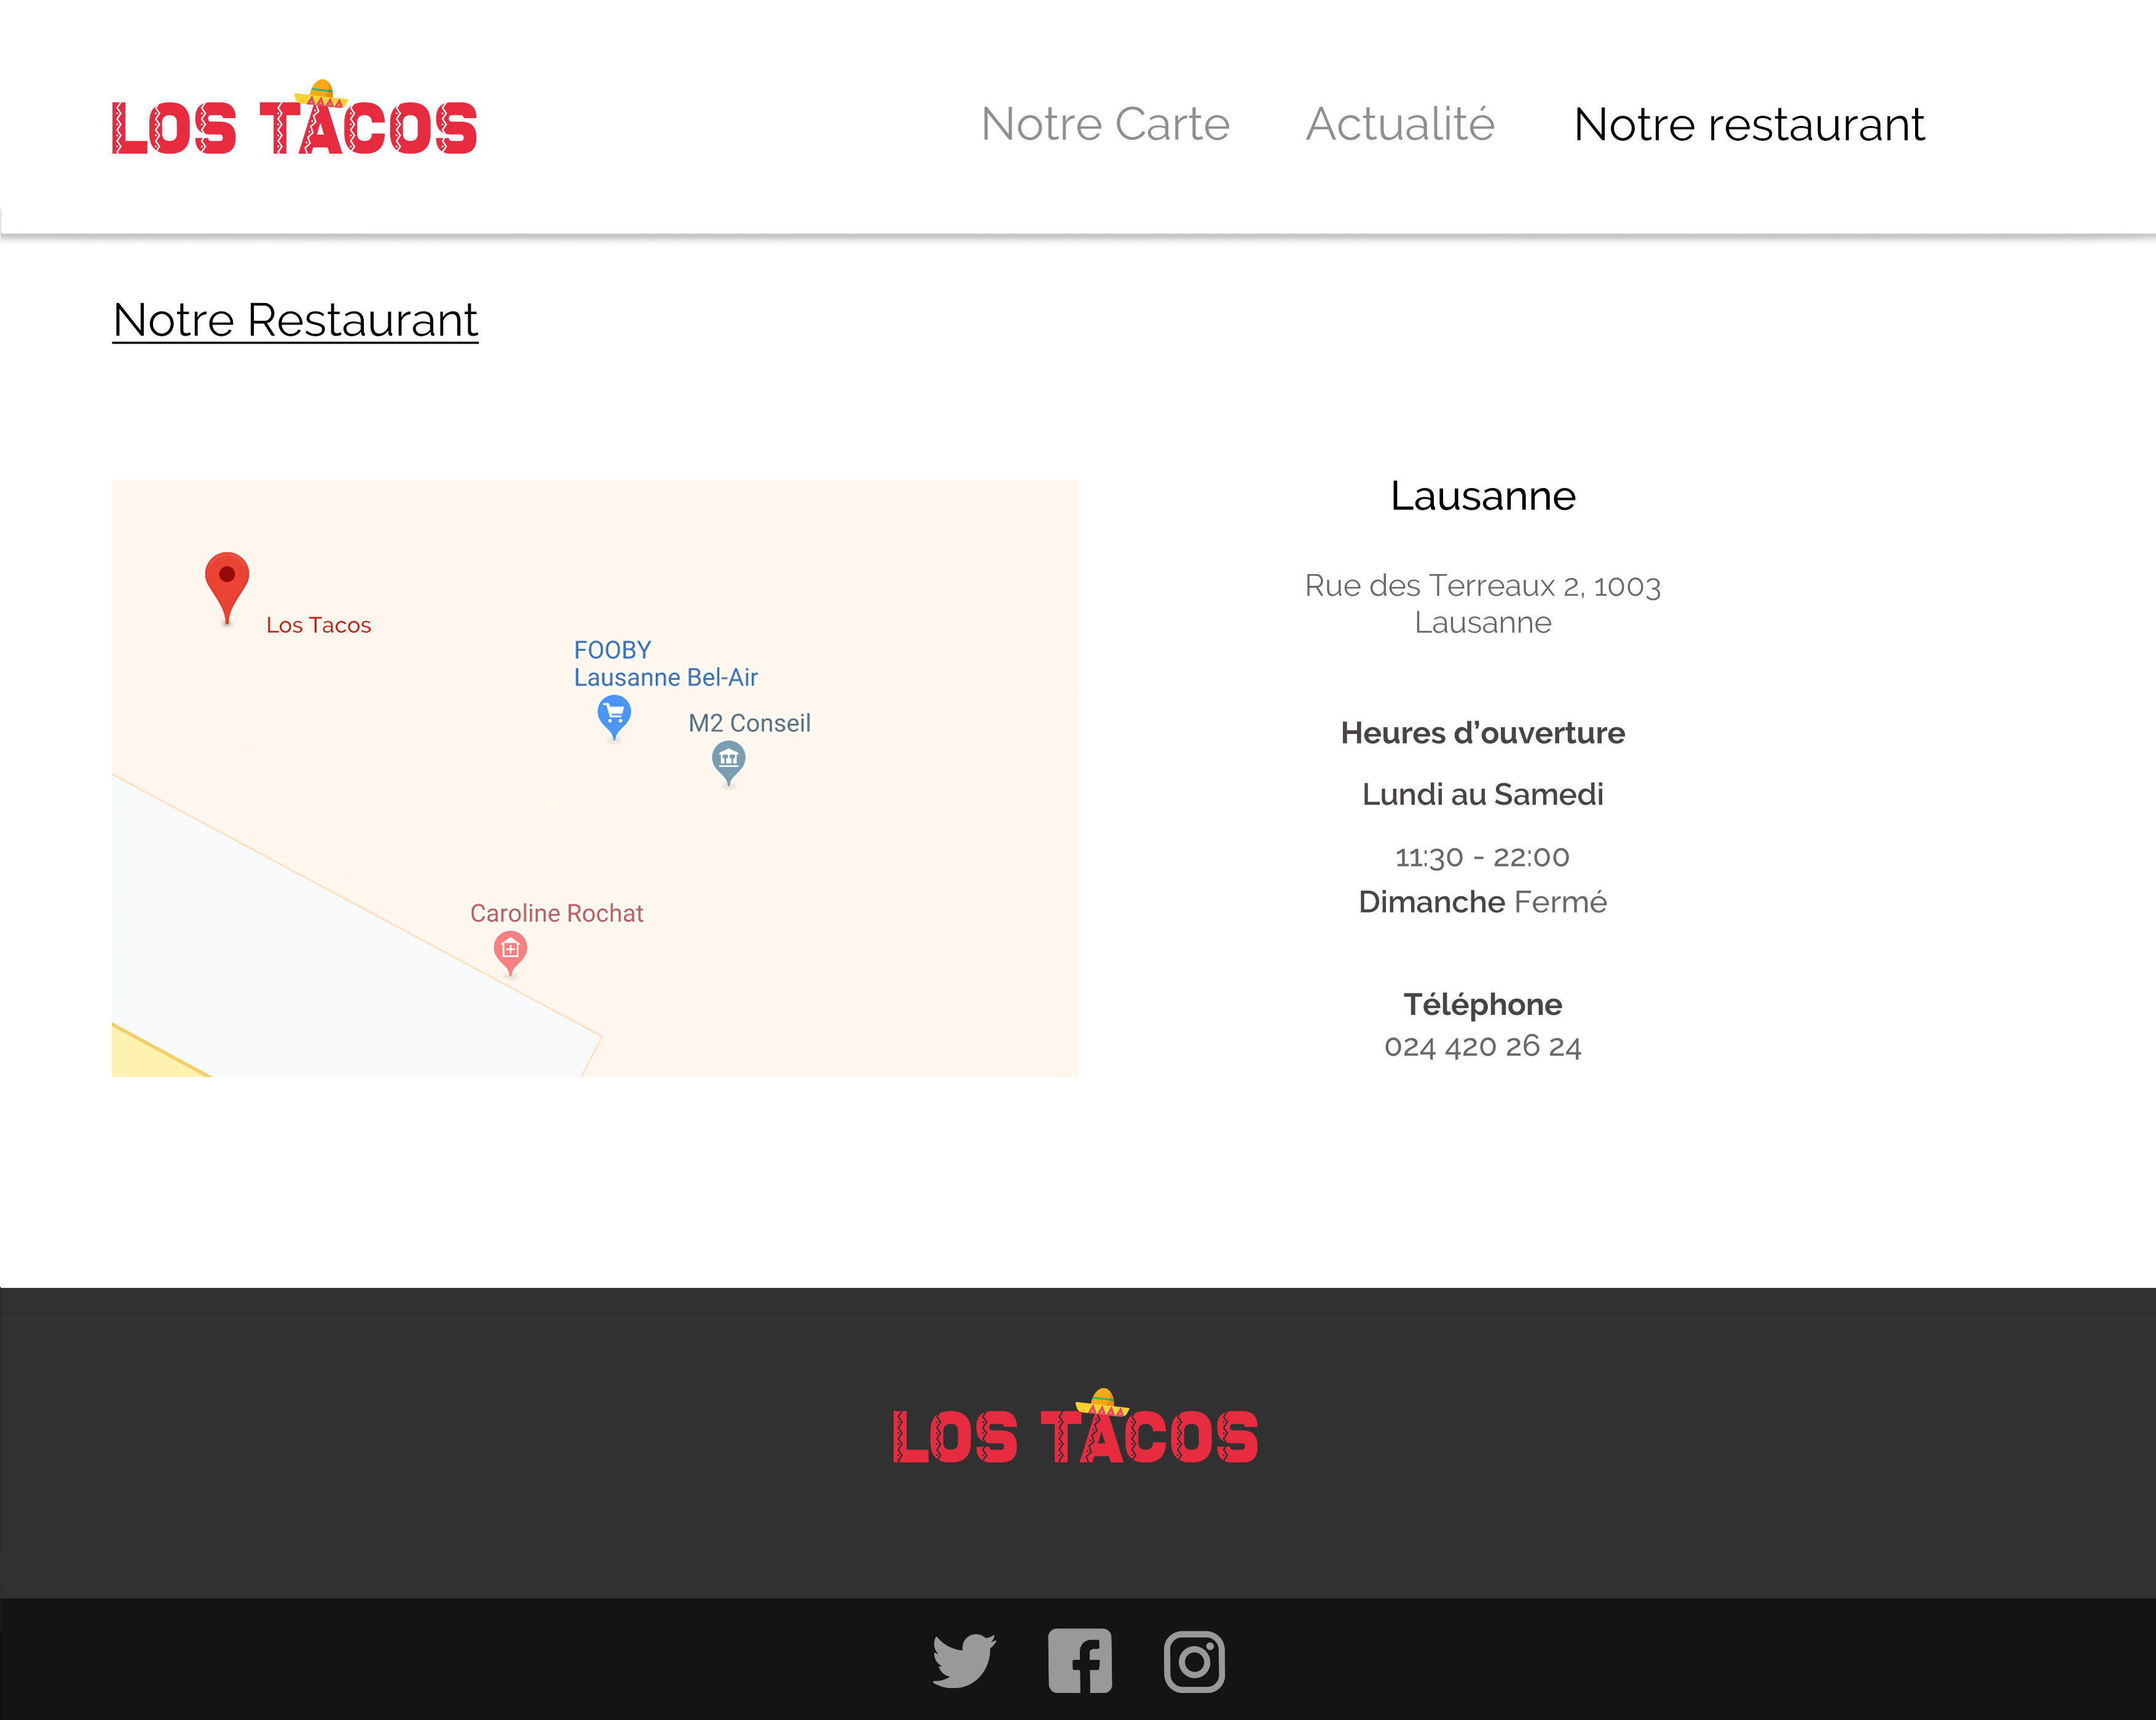 LOS TACOS
Notre Carte
Actualité
Notre restaurant
Notre Restaurant
Los Tacos
FOOBY
Lausanne Bel-Air
M2 Conseil
Caroline Rochat
Lausanne
Rue des Terreaux 2, 1003
Lausanne
Heures d'ouverture
Lundi au Samedi
11:30 - 22:00
Dimanche Fermé
Téléphone
024 420 26 24
LOS TACOS